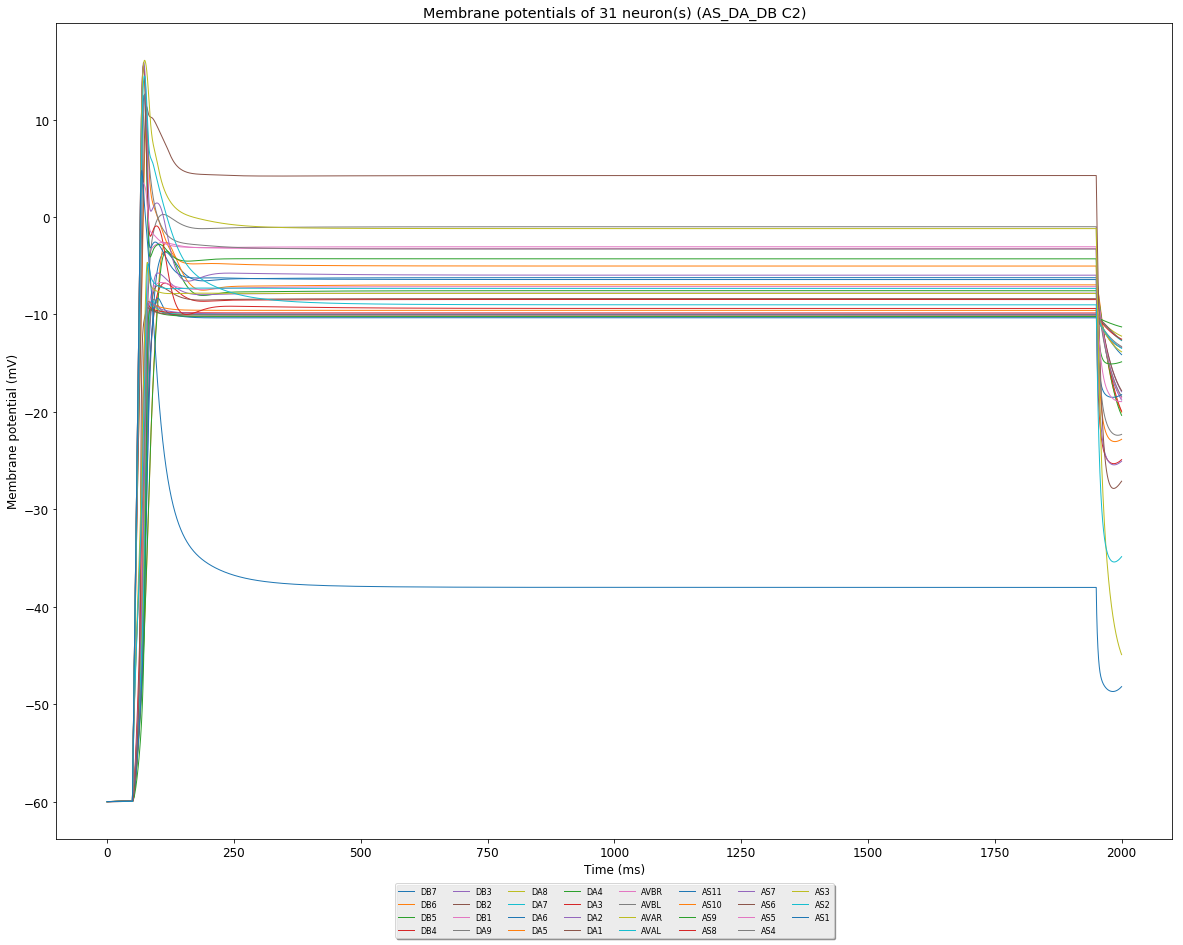 Membrane potentials of 31 neuron(s) (AS_DA_DB C2)
Membrane potential (mV)
10
0
−10
−20
−30
−40
−50
−60
0 250 500 750 1000 1250 1500 1750 2000
Time (ms)
DB7 DB3 DA8 DA4 AVBR AS11 AS7 AS3
DB6 DB2 DA7 DA3 AVBL AS10 AS6 AS2
DB5 DB1 DA6 DA2 AVAR AS9 AS5 AS1
DB4 DA9 DA5 DA1 AVAL AS8 AS4